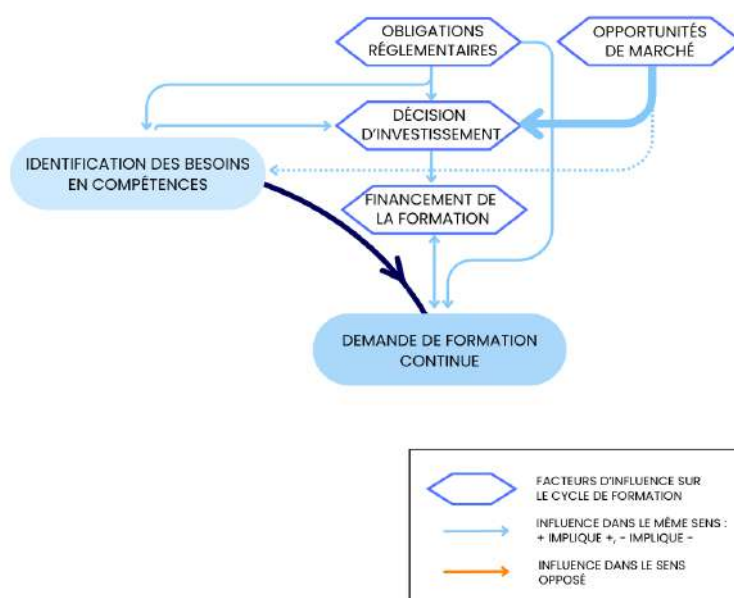 OBLIGATIONS
RÉGLEMENTAIRES
OPPORTUNITÉS
DE MARCHÉ
DÉCISION
D'INVESTISSEMENT
IDENTIFICATION DES BESOINS
EN COMPÉTENCES
FINANCEMENT DE
LA FORMATION
DEMANDE DE FORMATION
CONTINUE
FACTEURS D'INFLUENCE SUR
LE CYCLE DE FORMATION
INFLUENCE DANS LE MÊME SENS :
+ IMPLIQUE +, - IMPLIQUE -
INFLUENCE DANS LE SENS
OPPOSÉ